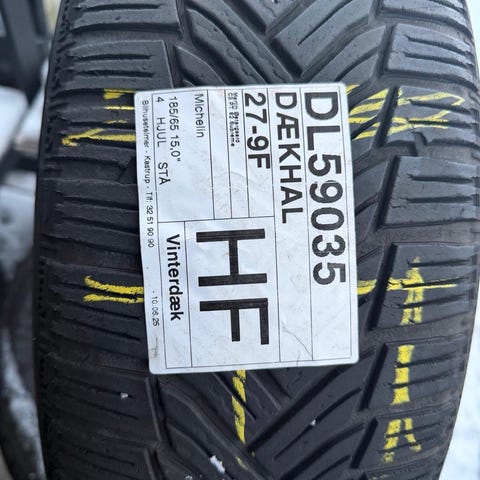 DL59035
DÆKHAL
27-9F
Michelin
185/65 15,0"
4 HJUL STÅ
Bilhuset
- Kastrup - Tlf: 32 51 90 90
HF
Vinterdæk
- 10.06.25